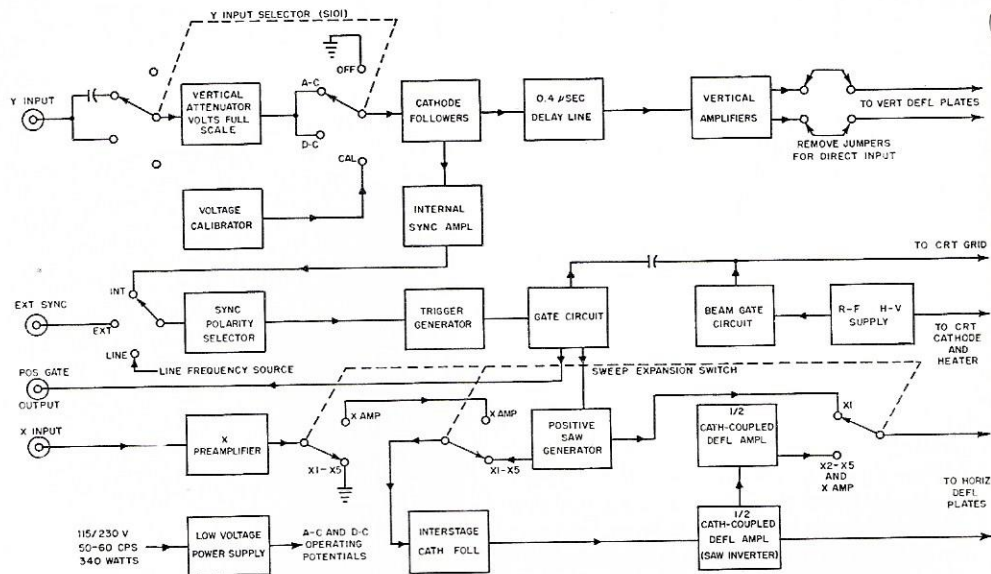 Y INPUT SELECTOR (S101)
OFF
Y INPUT
VERTICAL
ATTENUATOR
VOLTS FULL
SCALE
A-C
D-C
CATHODE
FOLLOWERS
0.4 μSEC
DELAY LINE
VERTICAL
AMPLIFIERS
TO VERT DEFL PLATES
REMOVE JUMPERS
FOR DIRECT INPUT
CAL
VOLTAGE
CALIBRATOR
INTERNAL
SYNC AMPL
TO CRT GRID
INT
EXT SYNC
EXT
SYNC
POLARITY
SELECTOR
TRIGGER
GENERATOR
GATE CIRCUIT
BEAM GATE
CIRCUIT
R-F H-V
SUPPLY
TO CRT
CATHODE
AND
HEATER
LINE
LINE FREQUENCY SOURCE
POS GATE
OUTPUT
SWEEP EXPANSION SWITCH
X INPUT
X
PREAMPLIFIER
X AMP
X1-X5
X AMP
X1-X5
POSITIVE
SAW
GENERATOR
1/2
CATH-COUPLED
DEFL AMPL
X1
X2-X5
AND
X AMP
TO HORIZ
DEFL
PLATES
115/230 V
50-60 CPS
340 WATTS
LOW VOLTAGE
POWER SUPPLY
A-C AND D-C
OPERATING
POTENTIALS
INTERSTAGE
CATH FOLL
1/2
CATH-COUPLED
DEFL AMPL
(SAW INVERTER)